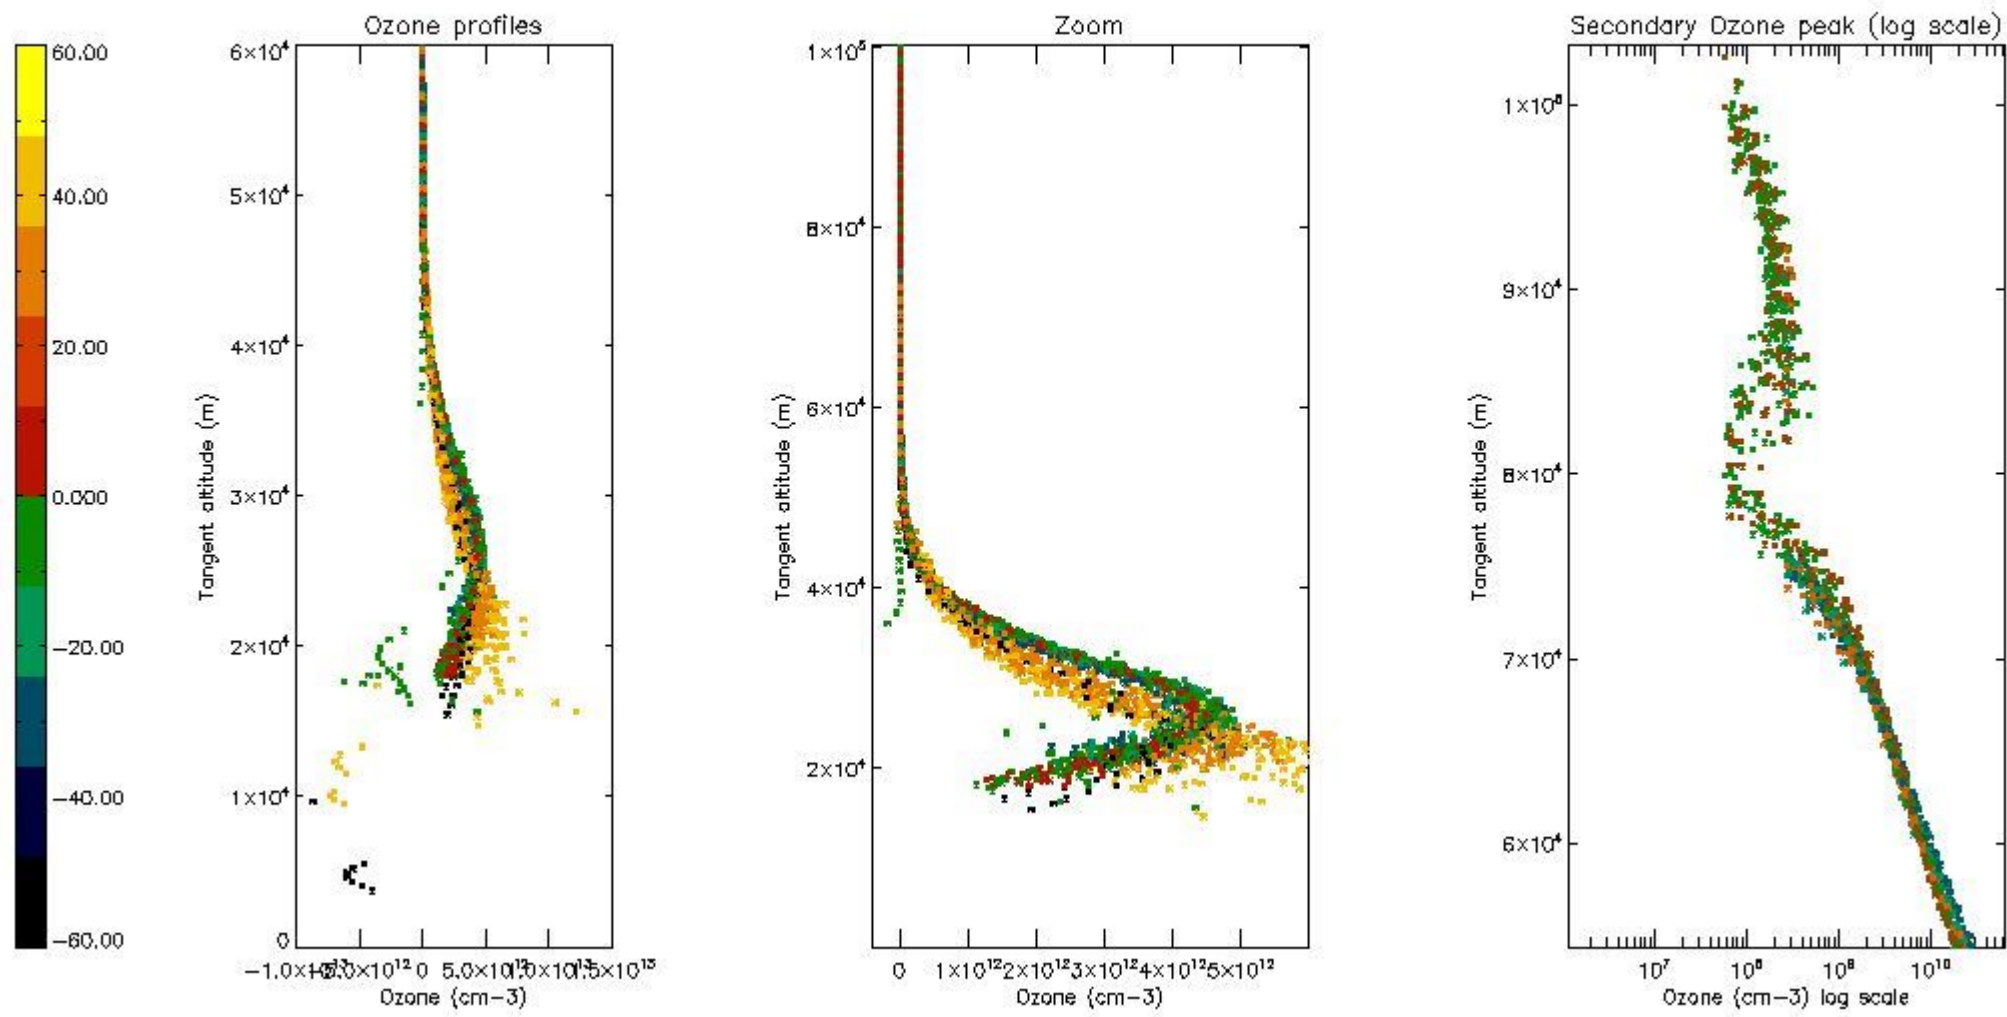 Ozone profiles
Zoom
Secondary Ozone peak (log scale)
60.00
40.00
20.00
−20.00
−40.00
−60.00
6×10⁴
5×10⁴
4×10⁴
3×10⁴
2×10⁴
1×10⁴
0
Tangent altitude (m)
0 5.0×10¹² 1.5×10¹³
Ozone (cm−3)
1×10⁵
8×10⁴
6×10⁴
4×10⁴
2×10⁴
Tangent altitude (m)
0 1×10¹² 2×10¹² 3×10¹² 4×10¹² 5×10¹²
Ozone (cm−3)
9×10⁴
8×10⁴
7×10⁴
6×10⁴
Tangent altitude (m)
10⁷ 10⁸ 10⁹ 10¹⁰
Ozone (cm−3) log scale